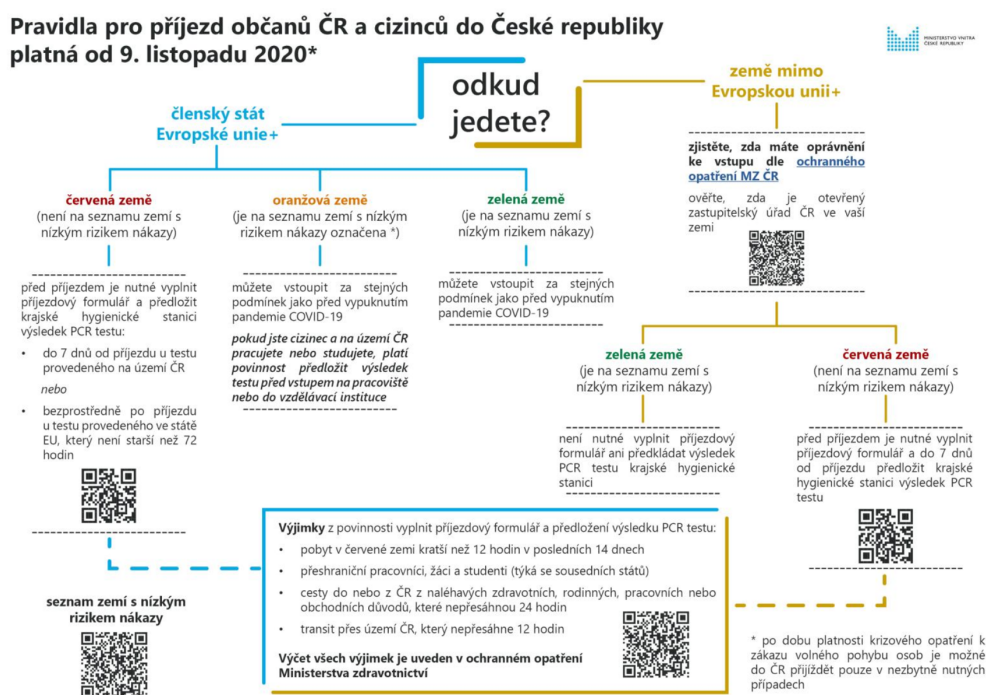 Pravidla pro příjezd občanů ČR a cizinců do České republiky
platná od 9. listopadu 2020*
MINISTERSTVO VNITRA
ČESKÉ REPUBLIKY
odkud
jedete?
členský stát
Evropské unie+
země mimo
Evropskou unii+
červená země
(není na seznamu zemí s
nízkým rizikem nákazy)
před příjezdem je nutné vyplnit
příjezdový formulář a předložit
krajské hygienické stanici
výsledek PCR testu:
• do 7 dnů od příjezdu u testu
provedeného na území ČR
nebo
• bezprostředně po příjezdu
u testu provedeného ve státě
EU, který není starší než 72
hodin
oranžová země
(je na seznamu zemí s nízkým
rizikem nákazy označena *)
můžete vstoupit za stejných
podmínek jako před vypuknutím
pandemie COVID-19
pokud jste cizinec a na území ČR
pracujete nebo studujete, platí
povinnost předložit výsledek
testu před vstupem na pracoviště
nebo do vzdělávací instituce
zelená země
(je na seznamu zemí s
nízkým rizikem nákazy)
můžete vstoupit za stejných
podmínek jako před vypuknutím
pandemie COVID-19
zjistěte, zda máte oprávnění
ke vstupu dle ochranného
opatření MZ ČR
ověřte, zda je otevřený
zastupitelský úřad ČR ve vaší
zemi
zelená země
(je na seznamu zemí s
nízkým rizikem nákazy)
není nutné vyplnit příjezdový
formulář ani předkládat výsledek
PCR testu krajské hygienické
stanici
červená země
(není na seznamu zemí s
nízkým rizikem nákazy)
před příjezdem je nutné vyplnit
příjezdový formulář a do 7 dnů
od příjezdu předložit krajské
hygienické stanici výsledek PCR
testu
Výjimky z povinnosti vyplnit příjezdový formulář a předložení výsledku PCR testu:
• pobyt v červené zemi kratší než 12 hodin v posledních 14 dnech
• přeshraniční pracovníci, žáci a studenti (týká se sousedních států)
• cesty do nebo z ČR z naléhavých zdravotních, rodinných, pracovních nebo
obchodních důvodů, které nepřesáhnou 24 hodin
• transit přes území ČR, který nepřesáhne 12 hodin
Výčet všech výjimek je uveden v ochranném opatření
Ministerstva zdravotnictví
seznam zemí s nízkým
rizikem nákazy
* po dobu platnosti krizového opatření k
zákazu volného pohybu osob je možné
do ČR přijíždět pouze v nezbytně nutných
případech